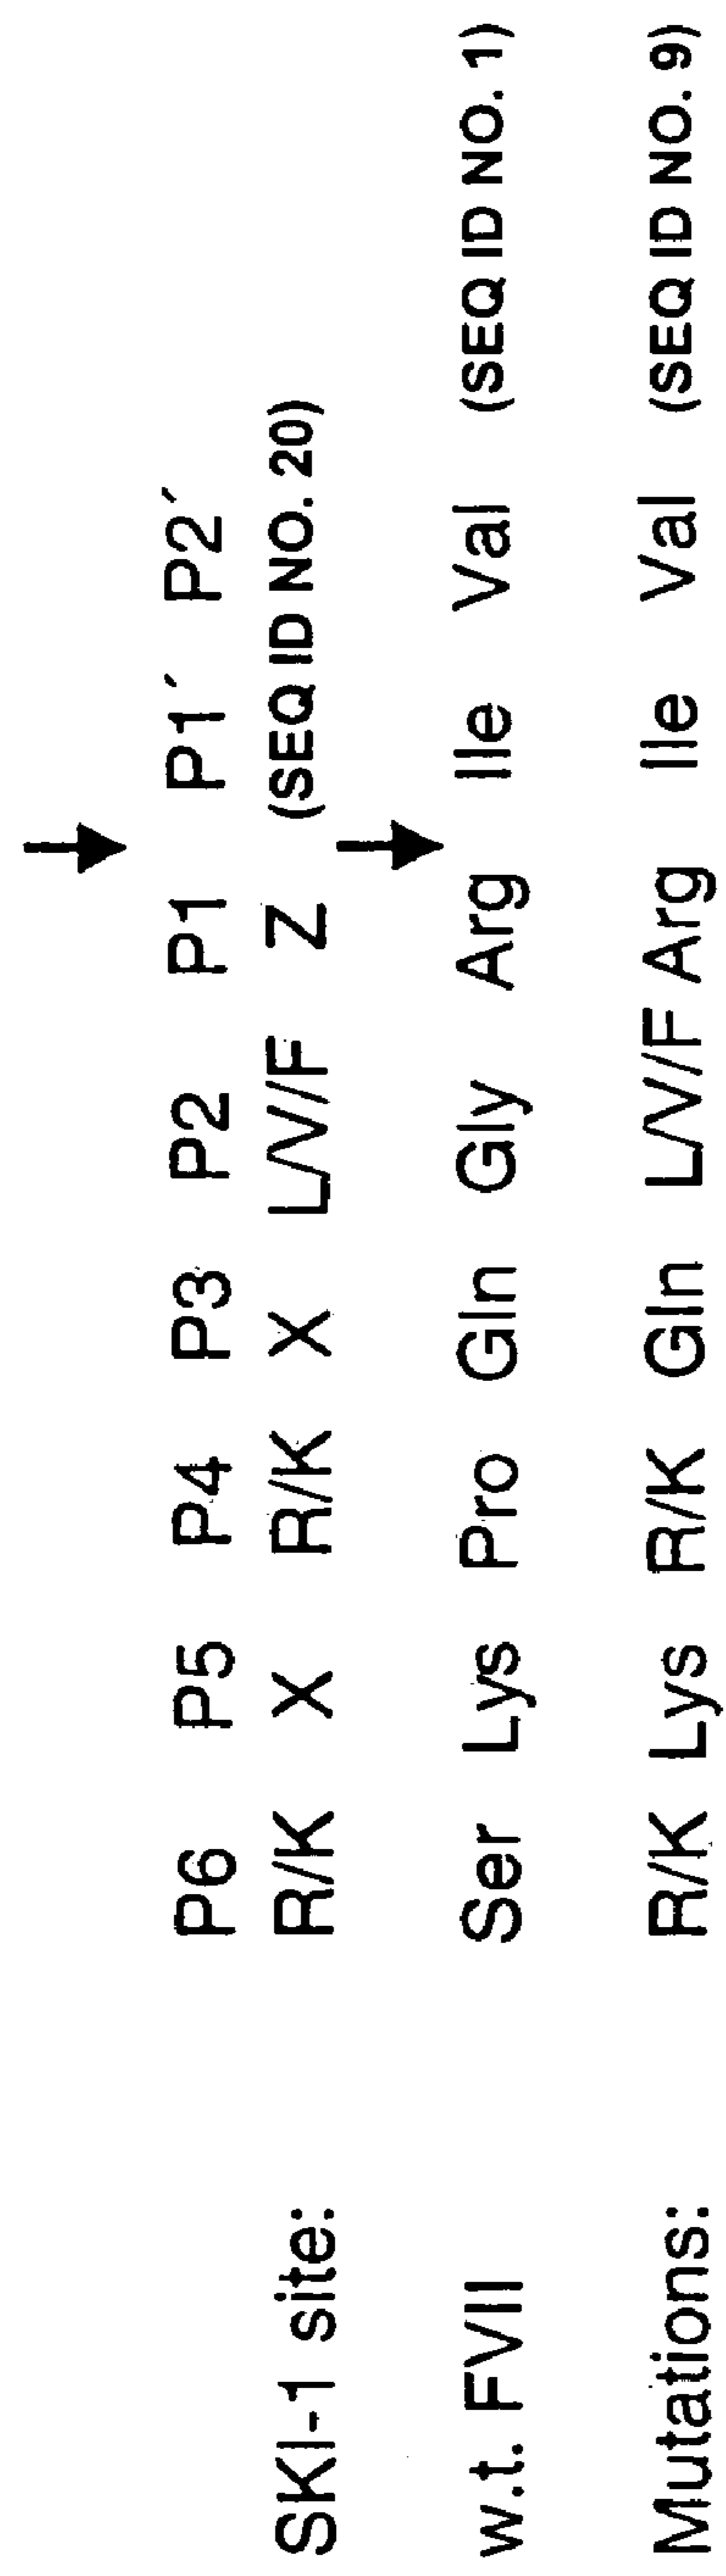 P6 P5 P4 P3 P2 P1 P1´ P2´
SKI-1 site: R/K X R/K X L/V/F Z (SEQ ID NO. 20)
w.t. FVII Ser Lys Pro Gln Gly Arg Ile Val (SEQ ID NO. 1)
Mutations: R/K Lys R/K Gln L/V/F Arg Ile Val (SEQ ID NO. 9)